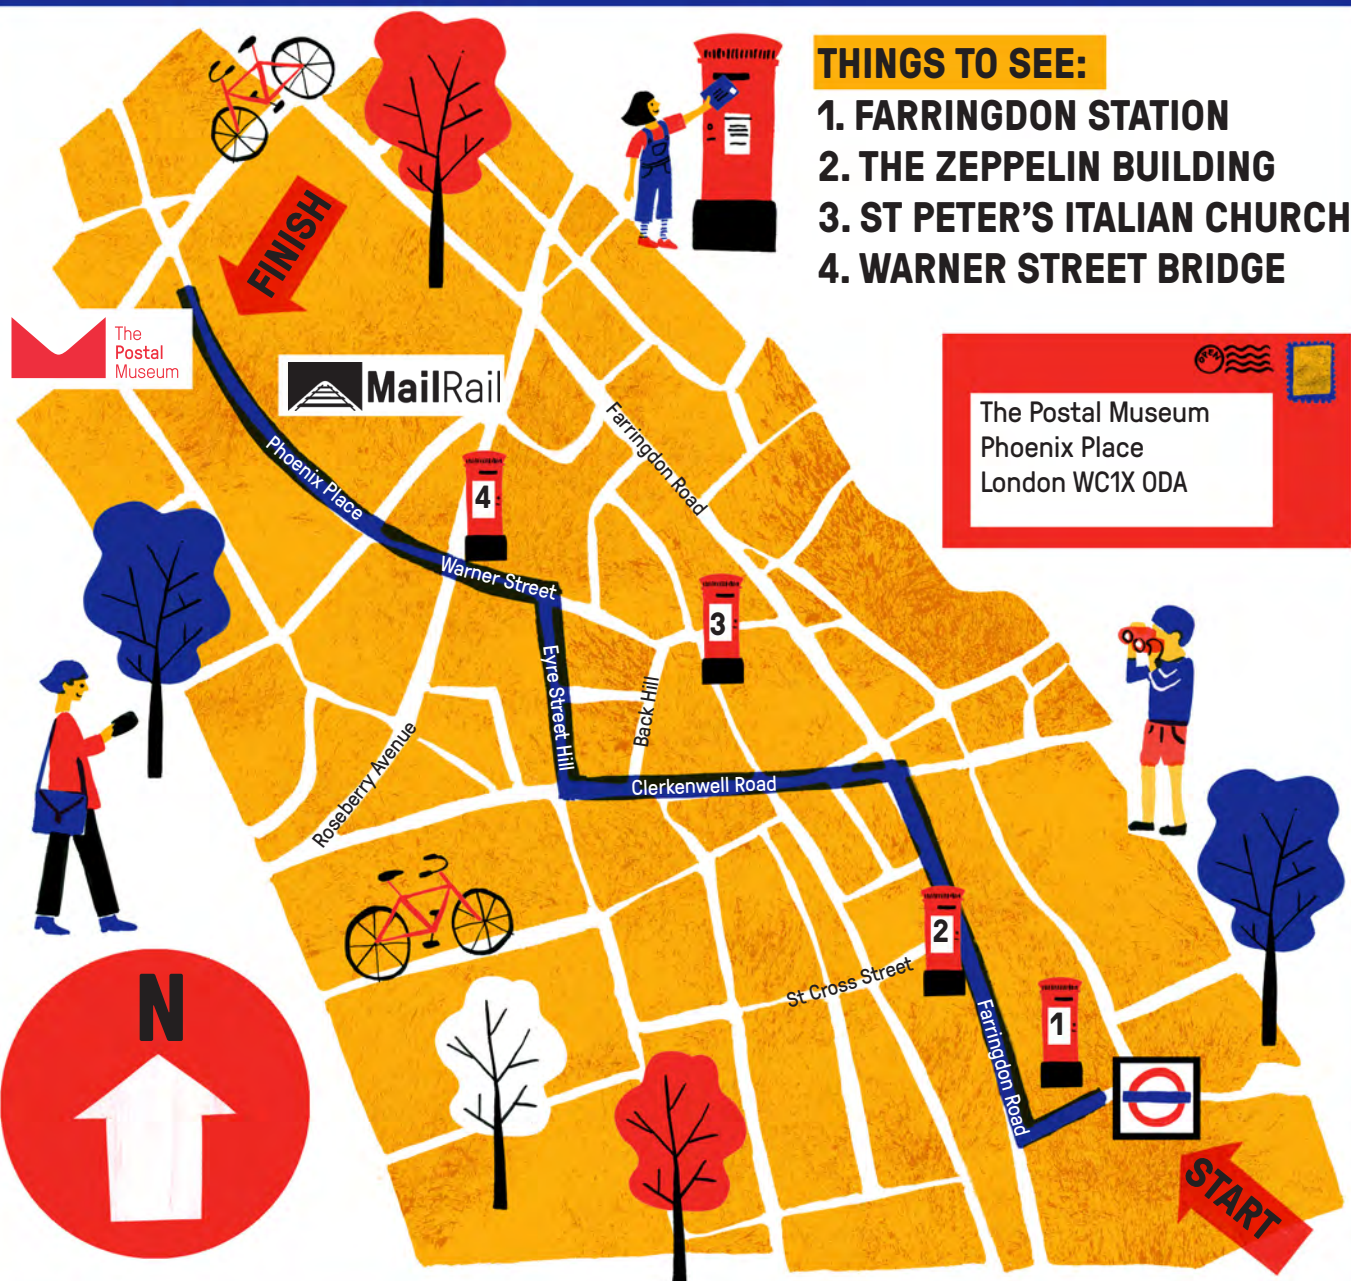 THINGS TO SEE:
1. FARRINGDON STATION
2. THE ZEPPELIN BUILDING
3. ST PETER’S ITALIAN CHURCH
4. WARNER STREET BRIDGE
FINISH
The
Postal
Museum
MailRail
OPEN
The Postal Museum
Phoenix Place
London WC1X 0DA
Farringdon Road
Phoenix Place
4
Warner Street
3
Eyre Street Hill
Back Hill
Roseberry Avenue
Clerkenwell Road
2
St Cross Street
N
Farringdon Road
1
START